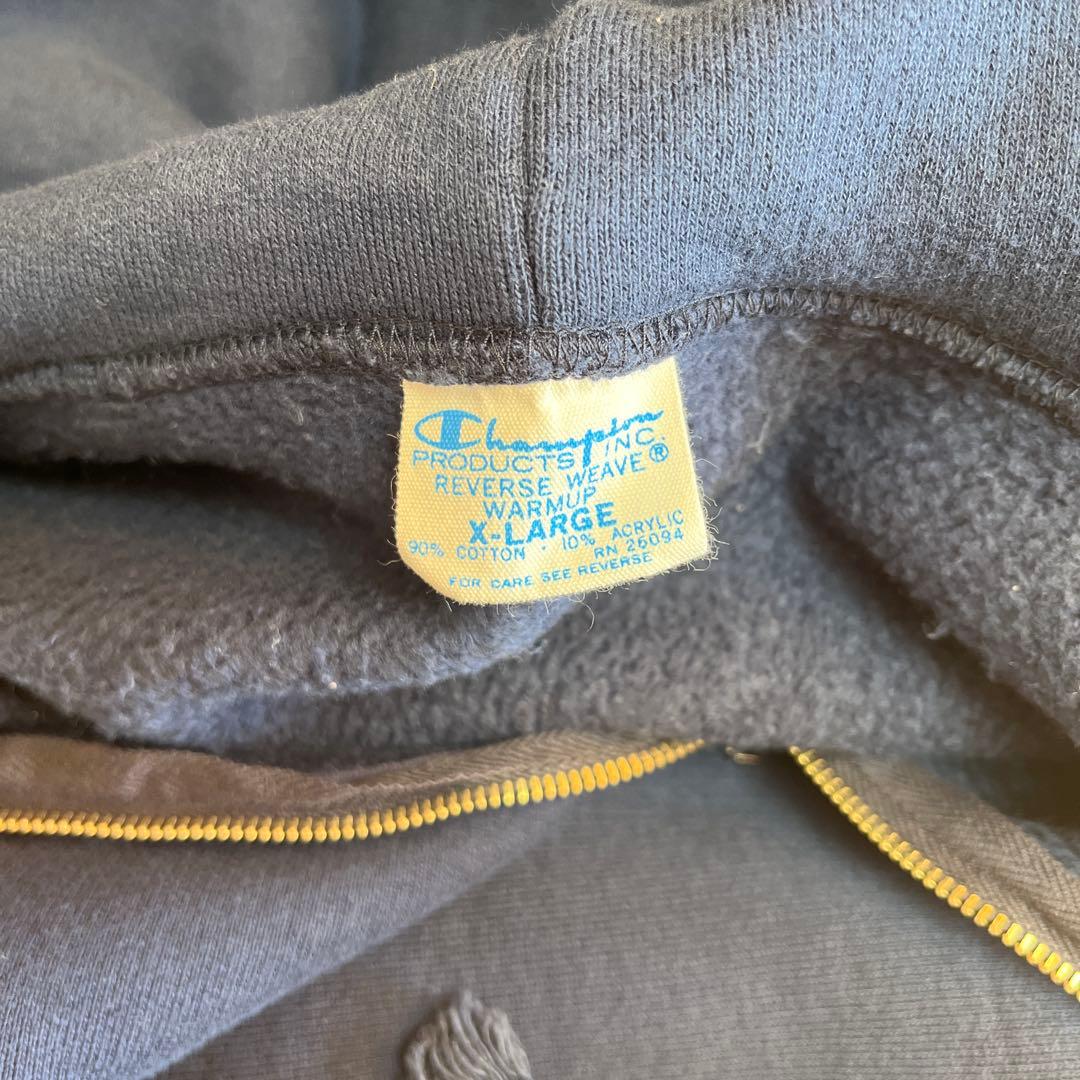 Champion
PRODUCTS INC.
REVERSE WEAVE®
WARMUP
X-LARGE
90% COTTON · 10% ACRYLIC
RN 26094
FOR CARE SEE REVERSE